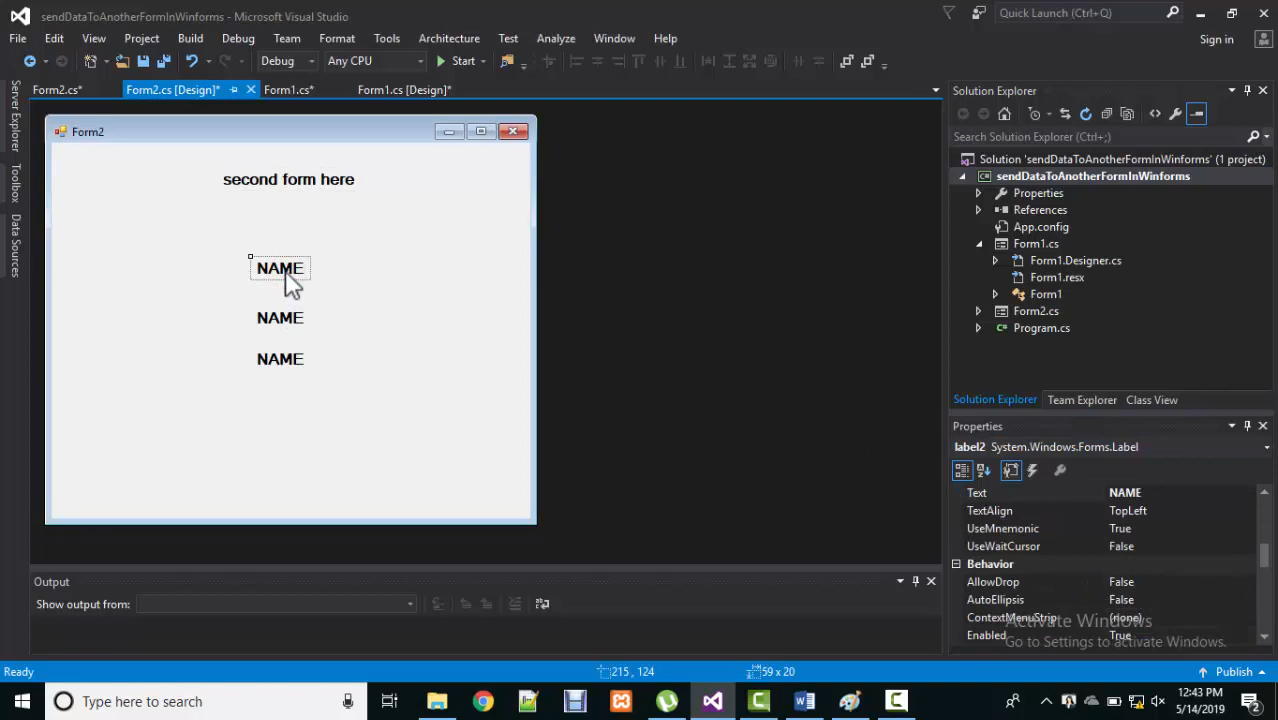 sendDataToAnotherFormInWinforms - Microsoft Visual Studio
Quick Launch (Ctrl+Q)
File Edit View Project Build Debug Team Format Tools Architecture Test Analyze Window Help
Sign in
Debug Any CPU Start
Form2.cs* Form2.cs [Design]* Form1.cs* Form1.cs [Design]*
Server Explorer
Toolbox
Data Sources
Form2
second form here
NAME
NAME
NAME
Solution Explorer
Search Solution Explorer (Ctrl+;)
Solution 'sendDataToAnotherFormInWinforms' (1 project)
sendDataToAnotherFormInWinforms
Properties
References
App.config
Form1.cs
Form1.Designer.cs
Form1.resx
Form1
Form2.cs
Program.cs
Solution Explorer Team Explorer Class View
Properties
label2 System.Windows.Forms.Label
Text NAME
TextAlign TopLeft
UseMnemonic True
UseWaitCursor False
Behavior
AllowDrop False
AutoEllipsis False
ContextMenuStrip (none)
Enabled True
Activate Windows
Go to Settings to activate Windows.
Output
Show output from:
Ready 215 , 124 59 x 20 Publish
Type here to search
12:43 PM
5/14/2019
2